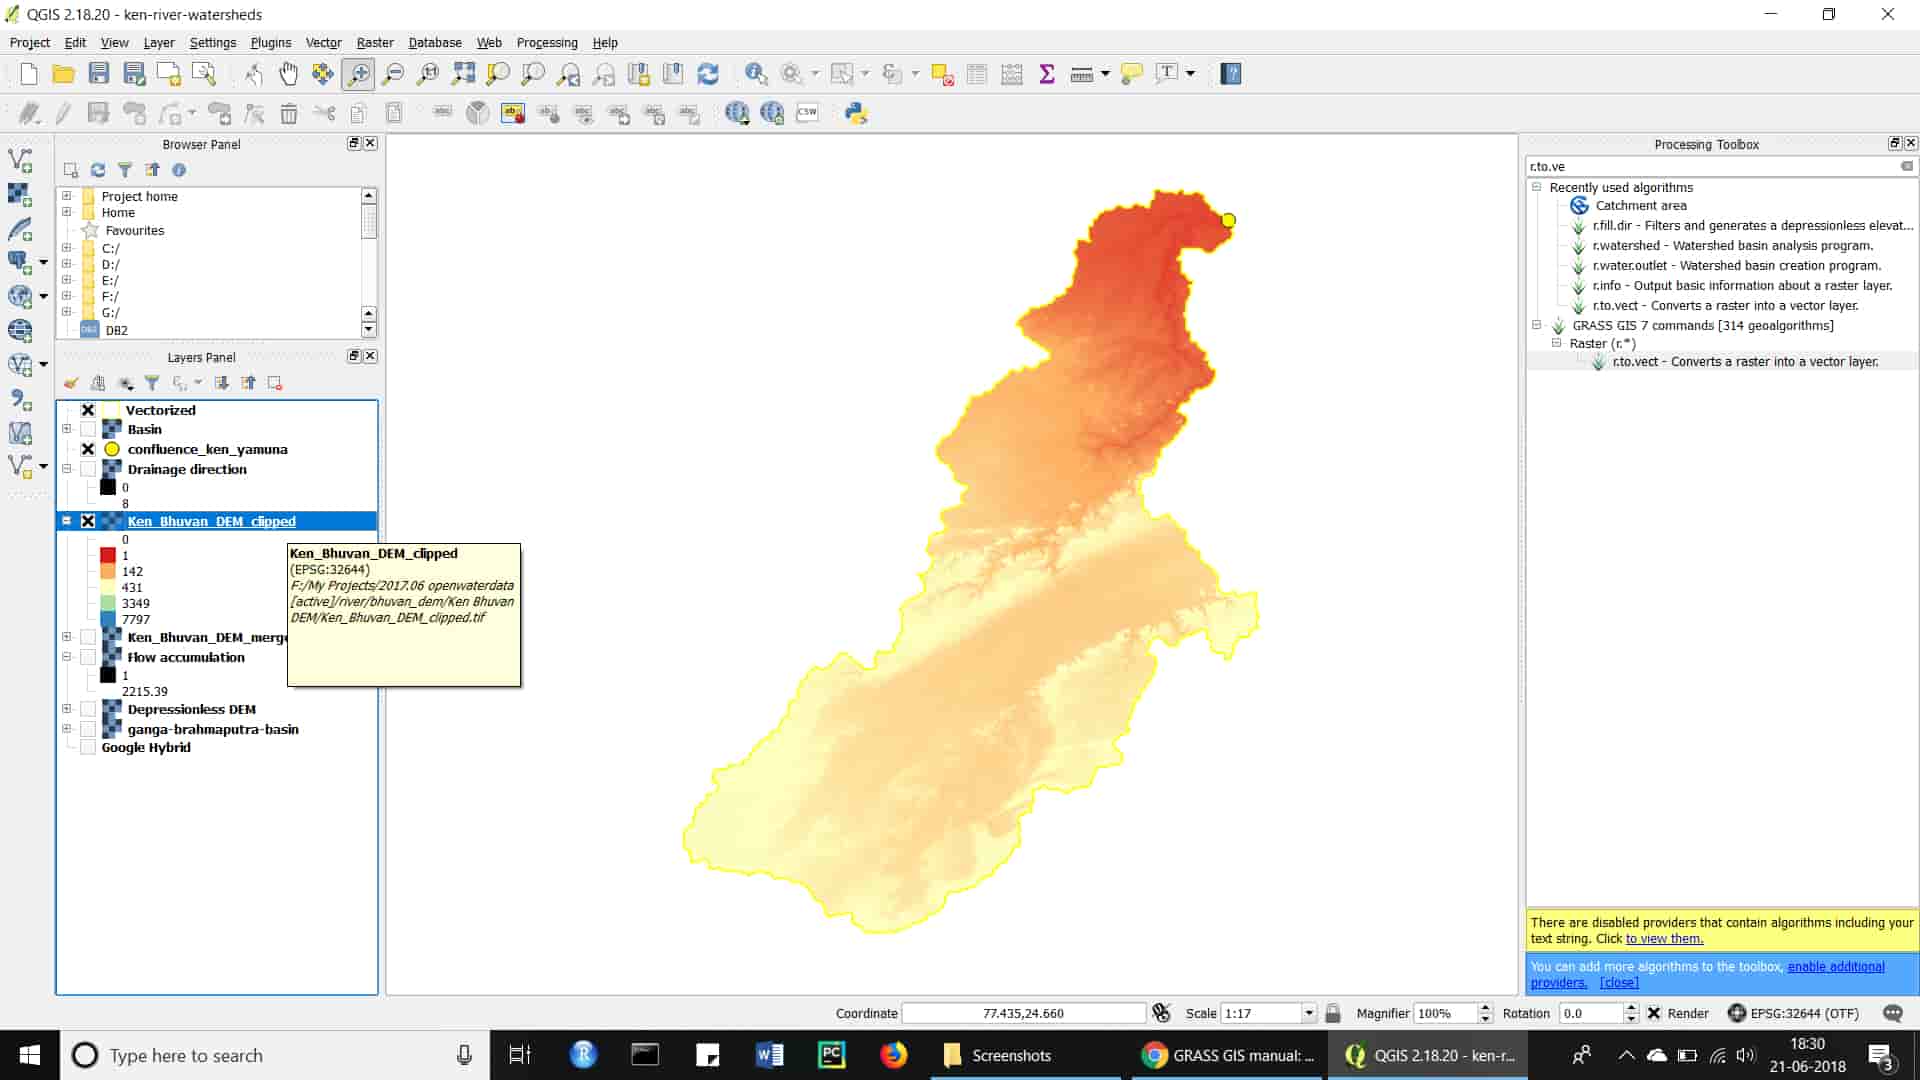 QGIS 2.18.20 - ken-river-watersheds
Project Edit View Layer Settings Plugins Vector Raster Database Web Processing Help
CSW
Browser Panel
Project home
Home
Favourites
C:/
D:/
E:/
F:/
G:/
DB2 DB2
Layers Panel
Vectorized
Basin
confluence_ken_yamuna
Drainage direction
0
8
Ken_Bhuvan_DEM_clipped
0
1
142
431
3349
7797
Ken_Bhuvan_DEM_merge
Flow accumulation
1
2215.39
Depressionless DEM
ganga-brahmaputra-basin
Google Hybrid
Ken_Bhuvan_DEM_clipped
(EPSG:32644)
F:/My Projects/2017.06 openwaterdata
[active]/river/bhuvan_dem/Ken Bhuvan
DEM/Ken_Bhuvan_DEM_clipped.tif
Processing Toolbox
r.to.ve
Recently used algorithms
Catchment area
r.fill.dir - Filters and generates a depressionless elevat...
r.watershed - Watershed basin analysis program.
r.water.outlet - Watershed basin creation program.
r.info - Output basic information about a raster layer.
r.to.vect - Converts a raster into a vector layer.
GRASS GIS 7 commands [314 geoalgorithms]
Raster (r.*)
r.to.vect - Converts a raster into a vector layer.
There are disabled providers that contain algorithms including your
text string. Click to view them.
You can add more algorithms to the toolbox, enable additional
providers. [close]
Coordinate 77.435,24.660 Scale 1:17 Magnifier 100% Rotation 0.0 Render EPSG:32644 (OTF)
Type here to search
Screenshots
GRASS GIS manual: ...
QGIS 2.18.20 - ken-r...
18:30
21-06-2018
3